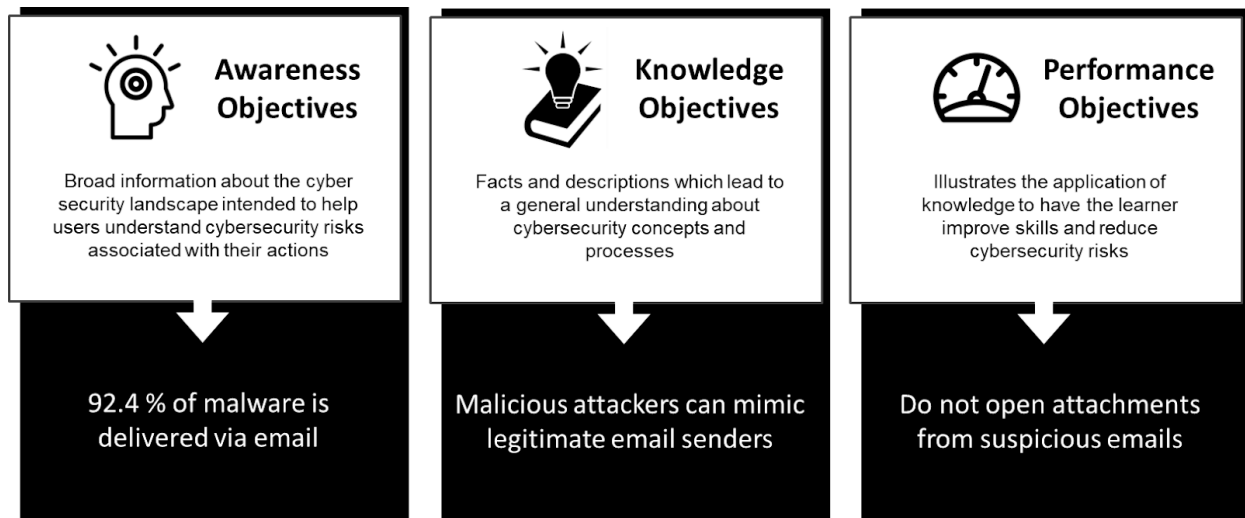 Awareness
Objectives
Broad information about the cyber
security landscape intended to help
users understand cybersecurity risks
associated with their actions
92.4 % of malware is
delivered via email
Knowledge
Objectives
Facts and descriptions which lead to
a general understanding about
cybersecurity concepts and
processes
Malicious attackers can mimic
legitimate email senders
Performance
Objectives
Illustrates the application of
knowledge to have the learner
improve skills and reduce
cybersecurity risks
Do not open attachments
from suspicious emails